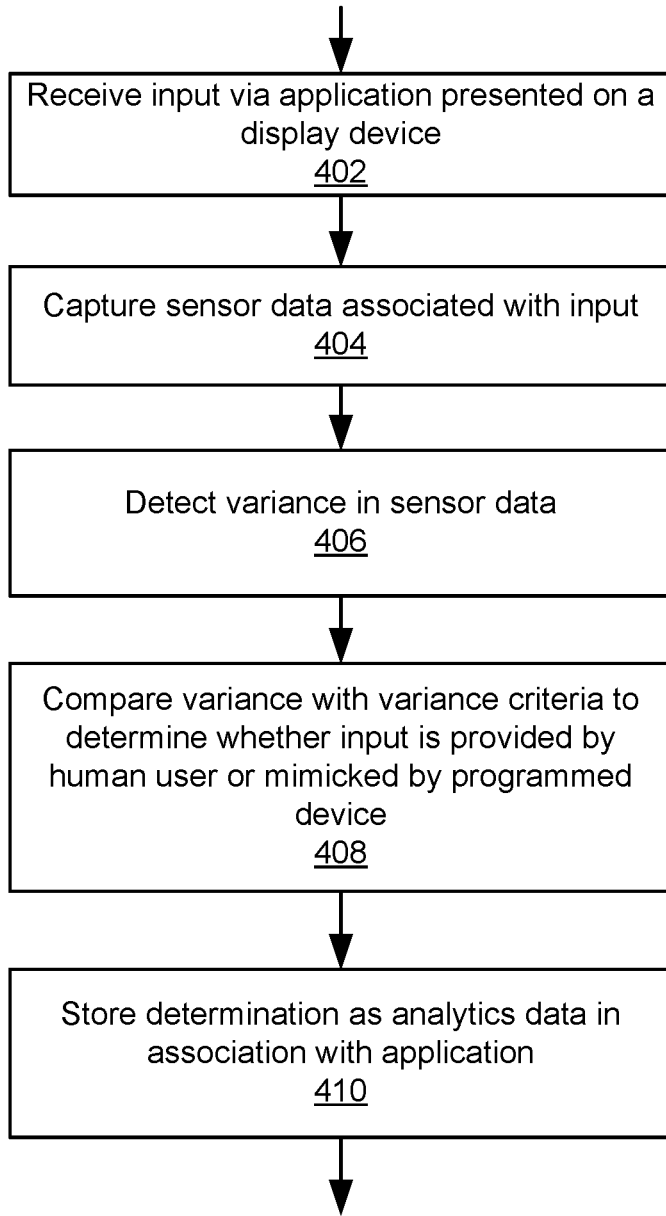 Receive input via application presented on a
display device
402
Capture sensor data associated with input
404
Detect variance in sensor data
406
Compare variance with variance criteria to
determine whether input is provided by
human user or mimicked by programmed
device
408
Store determination as analytics data in
association with application
410